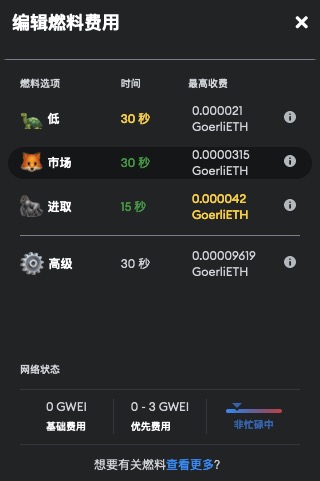 编辑燃料费用
燃料选项 时间 最高收费
低 30 秒 0.000021 GoerliETH
市场 30 秒 0.0000315 GoerliETH
进取 15 秒 0.000042 GoerliETH
高级 30 秒 0.00009619 GoerliETH
网络状态
0 GWEI 0 - 3 GWEI
基础费用 优先费用 非忙碌中
想要有关燃料查看更多?